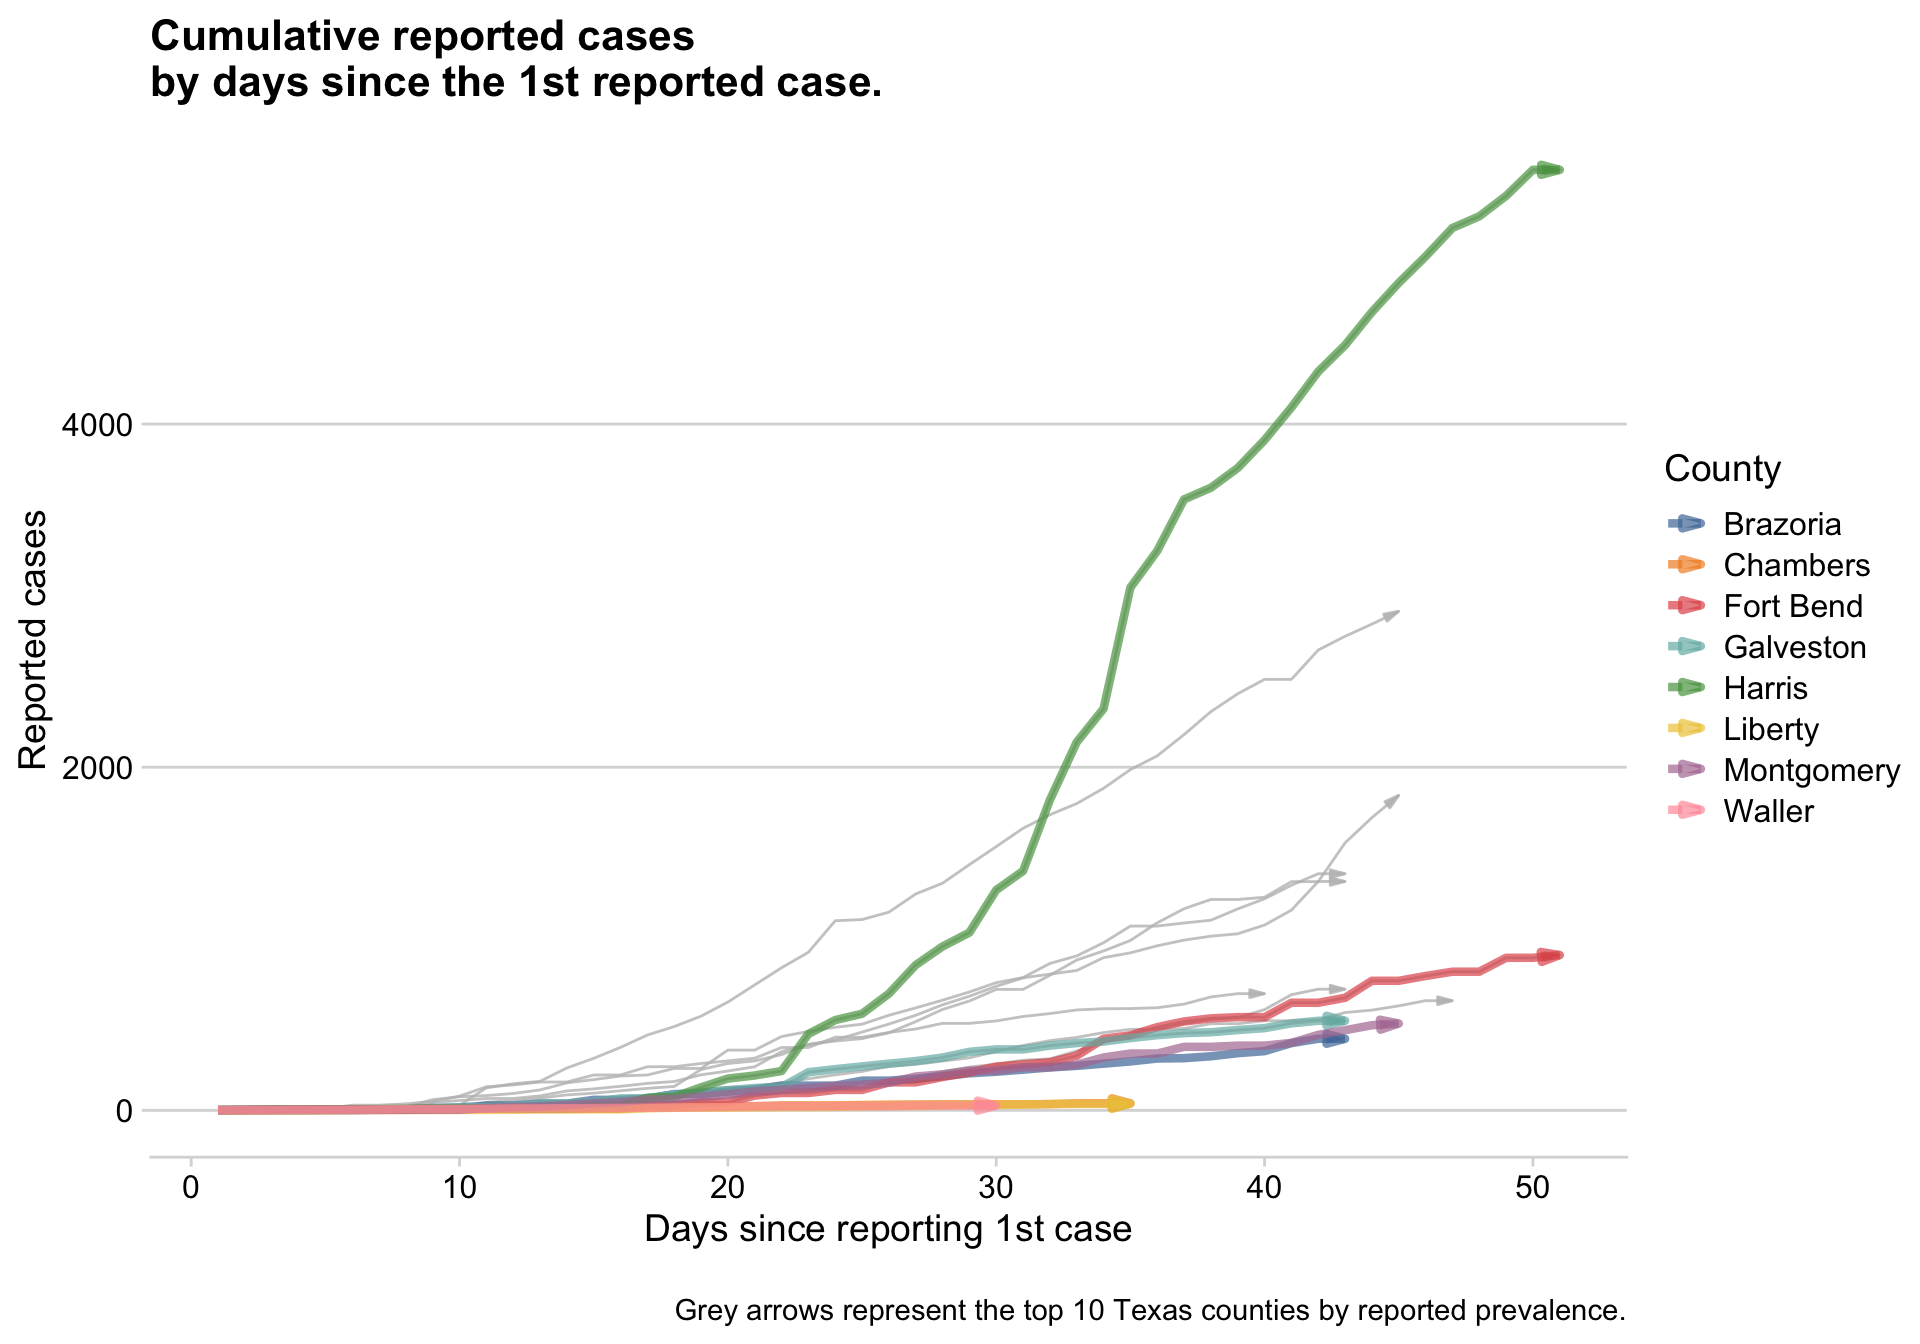 Cumulative reported cases
by days since the 1st reported case.
Reported cases
4000
2000
0
0
10
20
30
40
50
Days since reporting 1st case
County
Brazoria
Chambers
Fort Bend
Galveston
Harris
Liberty
Montgomery
Waller
Grey arrows represent the top 10 Texas counties by reported prevalence.